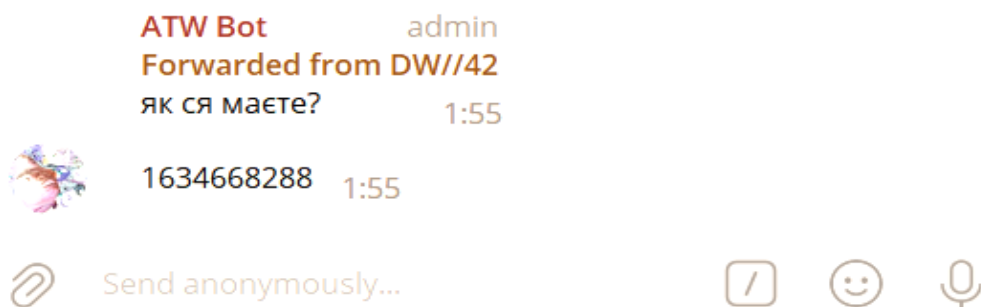 ATW Bot admin
Forwarded from DW//42
як ся маєте? 1:55
1634668288 1:55
Send anonymously...